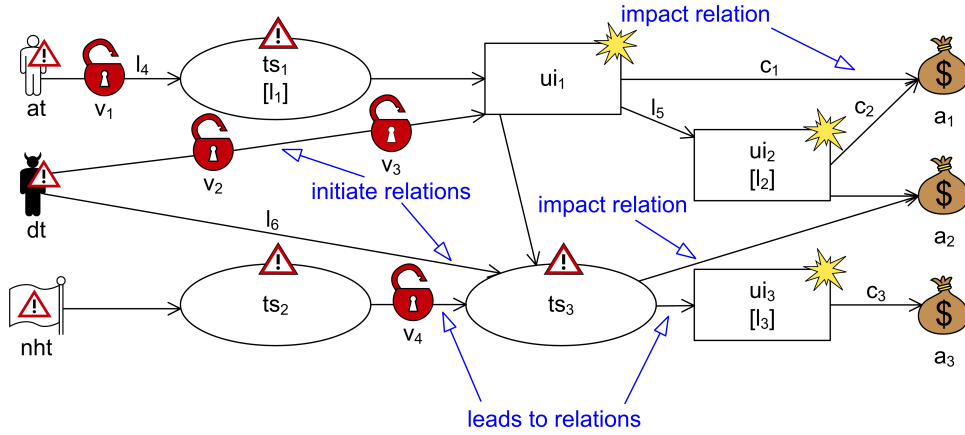 impact relation
at
v1
l4
ts1
[l1]
ui1
c1
a1
l5
c2
v2
v3
ui2
[l2]
initiate relations
impact relation
dt
l6
a2
ts2
v4
ts3
ui3
[l3]
c3
nht
a3
leads to relations